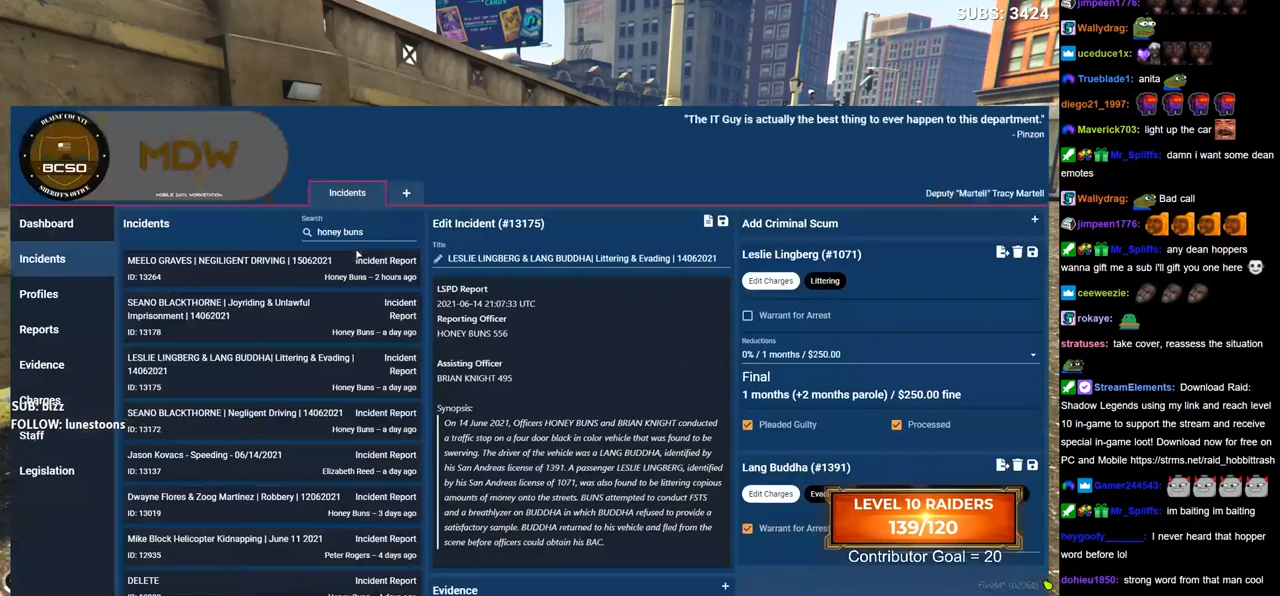 CARDS
SUBS: 3424
BLAINE COUNTY
BCSO
SHERIFF'S OFFICE
MDW
MOBILE DATA WORKSTATION
"The IT Guy is actually the best thing to ever happen to this department."
- Pinzon
Incidents
+
Deputy "Martell" Tracy Martell
Dashboard
Incidents
Profiles
Reports
Evidence
Charges
Staff
Legislation
SUB: bizz
FOLLOW: lunestoons
Incidents
Search
honey buns
MEELO GRAVES | NEGILIGENT DRIVING | 15062021 Incident Report
ID: 13264 Honey Buns – 2 hours ago
SEANO BLACKTHORNE | Joyriding & Unlawful Incident
Imprisonment | 14062021 Report
ID: 13178 Honey Buns – a day ago
LESLIE LINGBERG & LANG BUDDHA| Littering & Evading | Incident
14062021 Report
ID: 13175 Honey Buns – a day ago
SEANO BLACKTHORNE | Negligent Driving | 14062021 Incident Report
ID: 13172 Honey Buns – a day ago
Jason Kovacs - Speeding - 06/14/2021 Incident Report
ID: 13137 Elizabeth Reed – a day ago
Dwayne Flores & Zoog Martinez | Robbery | 12062021 Incident Report
ID: 13019 Honey Buns – 3 days ago
Mike Block Helicopter Kidnapping | June 11 2021 Incident Report
ID: 12935 Peter Rogers – 4 days ago
DELETE Incident Report
Edit Incident (#13175)
Title
LESLIE LINGBERG & LANG BUDDHA| Littering & Evading | 14062021
LSPD Report
2021-06-14 21:07:33 UTC
Reporting Officer
HONEY BUNS 556
Assisting Officer
BRIAN KNIGHT 495
Synopsis:
On 14 June 2021, Officers HONEY BUNS and BRIAN KNIGHT conducted
a traffic stop on a four door black in color vehicle that was found to be
swerving. The driver of the vehicle was a LANG BUDDHA, identified by
his San Andreas license of 1391. A passenger LESLIE LINGBERG, identified
by his San Andreas license of 1071, was also found to be littering copious
amounts of money onto the streets. BUNS attempted to conduct FSTS
and a breathlyzer on BUDDHA in which BUDDHA refused to provide a
satisfactory sample. BUDDHA returned to his vehicle and fled from the
scene before officers could obtain his BAC.
Evidence
+
Add Criminal Scum
+
Leslie Lingberg (#1071)
Edit Charges Littering
Warrant for Arrest
Reductions
0% / 1 months / $250.00
Final
1 months (+2 months parole) / $250.00 fine
Pleaded Guilty Processed
Lang Buddha (#1391)
Edit Charges
Warrant for Arrest
LEVEL 10 RAIDERS
139/120
Contributor Goal = 20
jimpeen1776:
Wallydrag:
uceduce1x:
Trueblade1: anita
diego21_1997:
Maverick703: light up the car
Mr_Spliffs: damn i want some dean
emotes
Wallydrag: Bad call
jimpeen1776:
Mr_Spliffs: any dean hoppers
wanna gift me a sub i'll gift you one here
ceeweezie:
rokaye:
stratuses: take cover, reassess the situation
StreamElements: Download Raid:
Shadow Legends using my link and reach level
10 in-game to support the stream and receive
special in-game loot! Download now for free on
PC and Mobile https://strms.net/raid_hobbittrash
Gamer244543:
Mr_Spliffs: im baiting im baiting
heygoofy_______: I never heard that hopper
word before lol
dohieu1850: strong word from that man cool